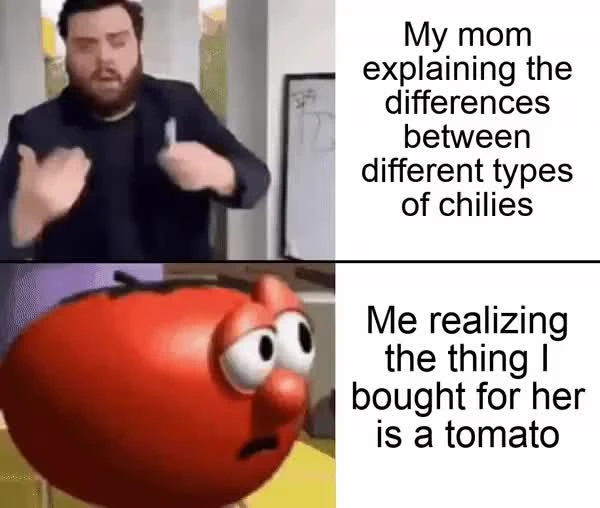 My mom
explaining the
differences
between
different types
of chilies
Me realizing
the thing I
bought for her
is a tomato